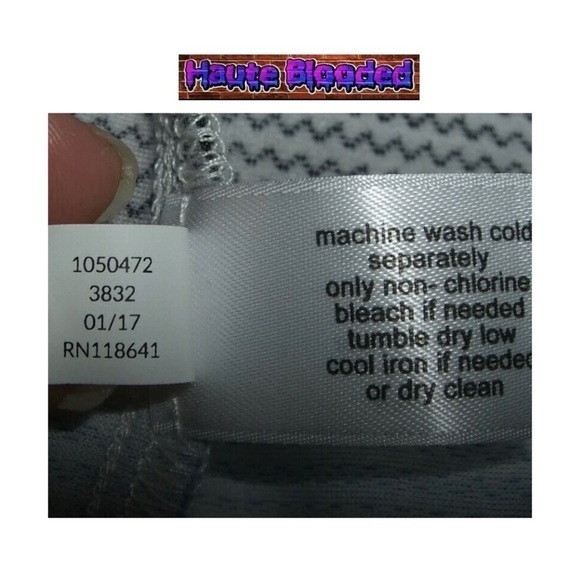 Haute Blooded
1050472
3832
01/17
RN118641
machine wash cold
separately
only non- chlorine
bleach if needed
tumble dry low
cool iron if needed
or dry clean